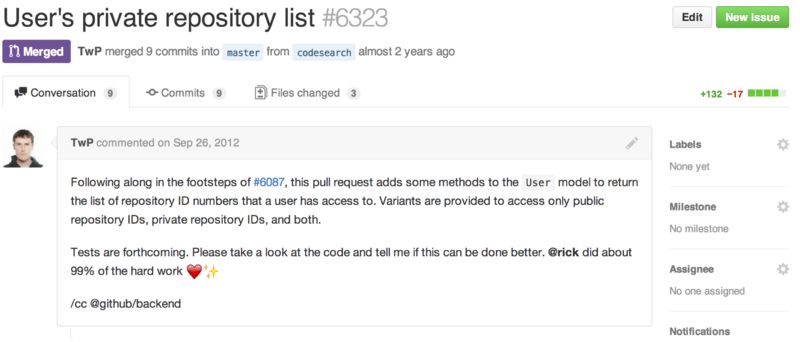 User's private repository list #6323
Edit
New Issue
Merged TwP merged 9 commits into master from codesearch almost 2 years ago
Conversation 9
Commits 9
Files changed 3
+132 −17
TwP commented on Sep 26, 2012
Following along in the footsteps of #6087, this pull request adds some methods to the User model to return
the list of repository ID numbers that a user has access to. Variants are provided to access only public
repository IDs, private repository IDs, and both.
Tests are forthcoming. Please take a look at the code and tell me if this can be done better. @rick did about
99% of the hard work ❤️✨
/cc @github/backend
Labels
None yet
Milestone
No milestone
Assignee
No one assigned
Notifications